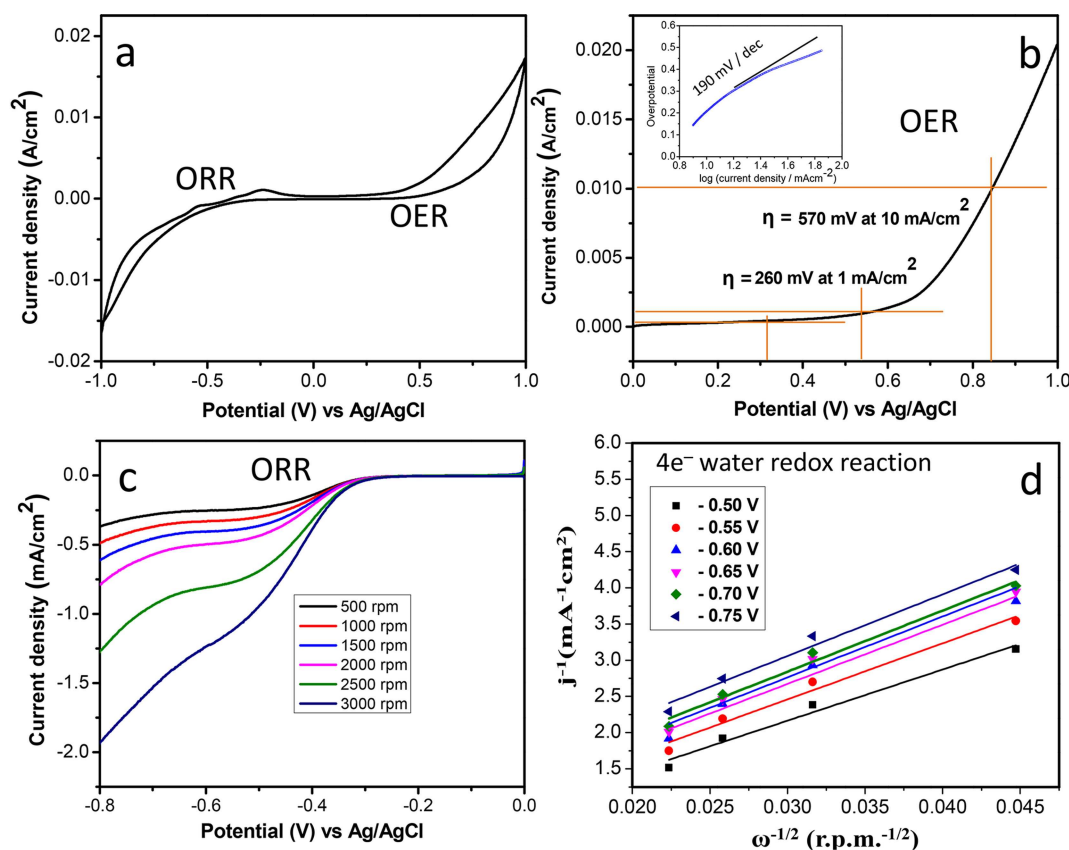 a
ORR
OER
0.02
0.01
0.00
-0.01
-0.02
-1.0
-0.5
0.0
0.5
1.0
Current density (A/cm²)
Potential (V) vs Ag/AgCl
b
OER
190 mV / dec
Overpotential
0.6
0.5
0.4
0.3
0.2
0.1
0.0
0.8
1.0
1.2
1.4
1.6
1.8
2.0
log (current density / mAcm⁻²)
η = 570 mV at 10 mA/cm²
η = 260 mV at 1 mA/cm²
0.020
0.015
0.010
0.005
0.000
0.0
0.2
0.4
0.6
0.8
1.0
Current density (A/cm²)
Potential (V) vs Ag/AgCl
c
ORR
0.0
-0.5
-1.0
-1.5
-2.0
500 rpm
1000 rpm
1500 rpm
2000 rpm
2500 rpm
3000 rpm
-0.8
-0.6
-0.4
-0.2
0.0
Current density (mA/cm²)
Potential (V) vs Ag/AgCl
4e⁻ water redox reaction
d
- 0.50 V
- 0.55 V
- 0.60 V
- 0.65 V
- 0.70 V
- 0.75 V
6.0
5.5
5.0
4.5
4.0
3.5
3.0
2.5
2.0
1.5
0.020
0.025
0.030
0.035
0.040
0.045
j⁻¹(mA⁻¹cm²)
ω⁻¹/² (r.p.m.⁻¹/²)